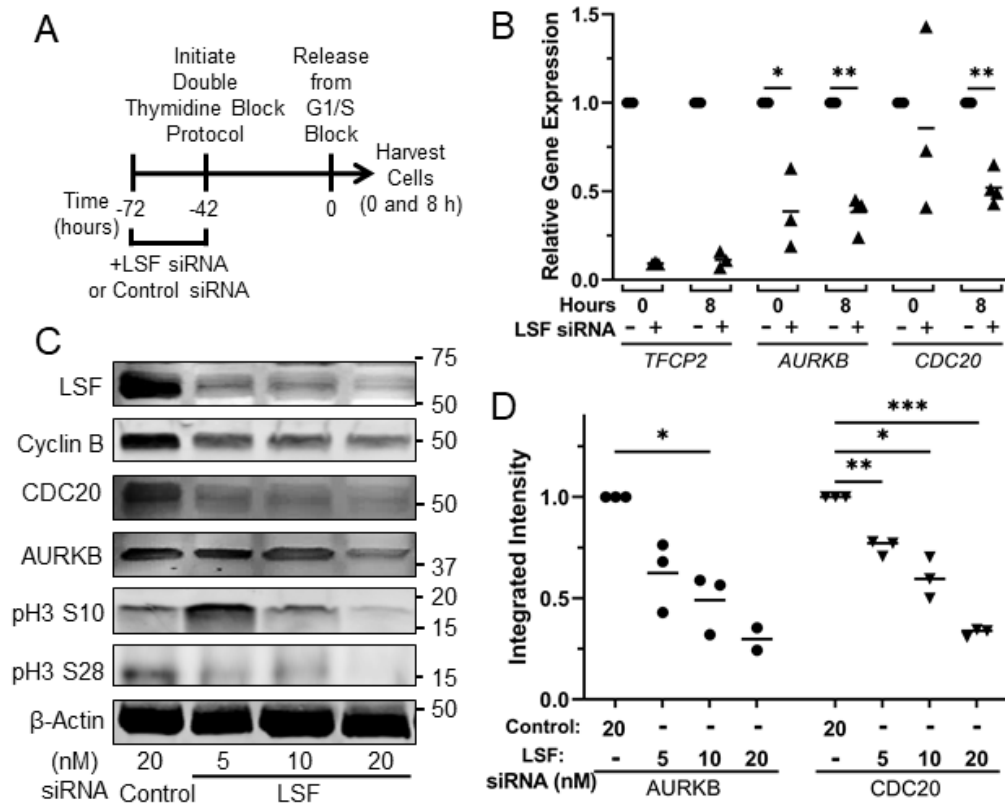 A
Initiate
Double
Thymidine Block
Protocol
Release
from
G1/S
Block
Harvest
Cells
(0 and 8 h)
Time
(hours)
-72
-42
0
+LSF siRNA
or Control siRNA
B
Relative Gene Expression
1.0
0.5
0.0
*
**
**
Hours
0
8
0
8
0
8
LSF siRNA
- + - + - + - + - + - +
TFCP2
AURKB
CDC20
C
LSF
75
50
Cyclin B
50
CDC20
50
AURKB
37
pH3 S10
20
15
pH3 S28
15
β-Actin
50
(nM)
20
5
10
20
siRNA
Control
LSF
D
Integrated Intensity
1.0
0.5
0.0
*
***
*
**
Control:
20 - - - 20 - - -
LSF:
- 5 10 20 - 5 10 20
siRNA (nM)
AURKB
CDC20